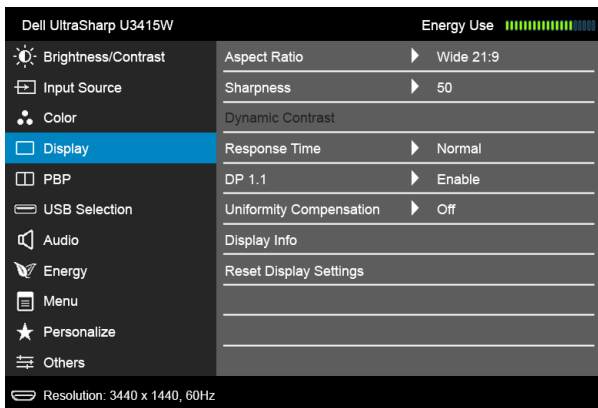 Dell UltraSharp U3415W
Energy Use
Brightness/Contrast
Aspect Ratio
Wide 21:9
Input Source
Sharpness
50
Color
Dynamic Contrast
Display
Response Time
Normal
PBP
DP 1.1
Enable
USB Selection
Uniformity Compensation
Off
Audio
Display Info
Energy
Reset Display Settings
Menu
Personalize
Others
Resolution: 3440 x 1440, 60Hz